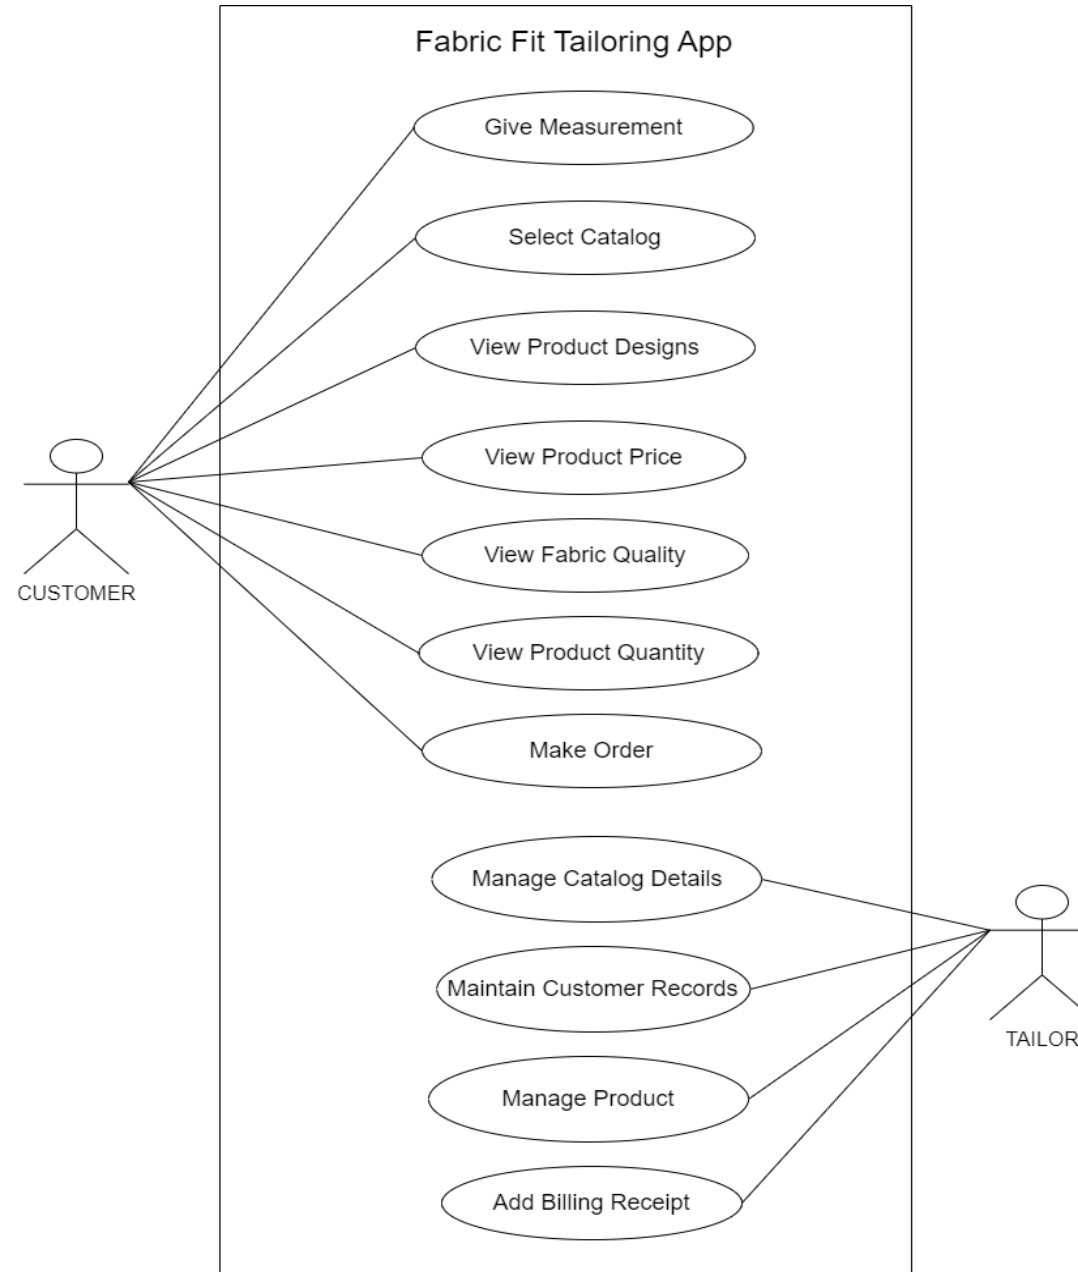 Fabric Fit Tailoring App
Give Measurement
Select Catalog
View Product Designs
View Product Price
View Fabric Quality
CUSTOMER
View Product Quantity
Make Order
Manage Catalog Details
Maintain Customer Records
TAILOR
Manage Product
Add Billing Receipt